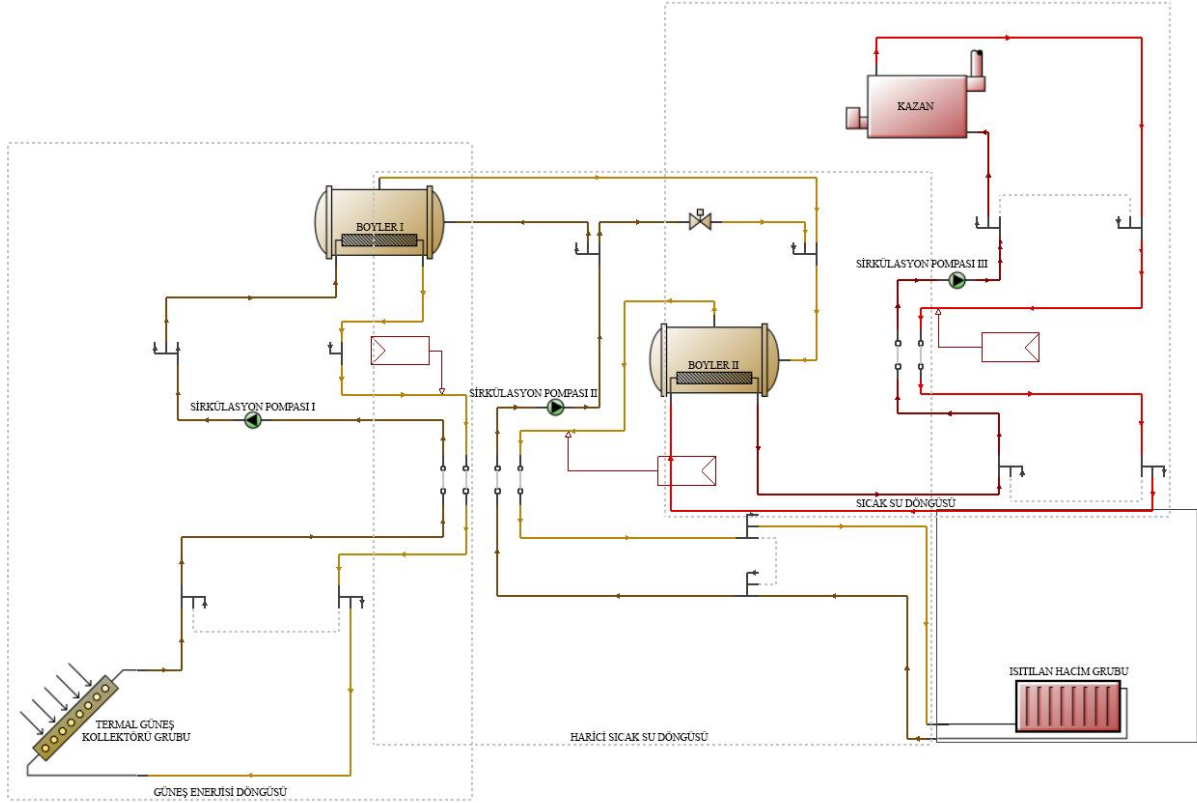 KAZAN
BOYLER I
SİRKÜLASYON POMPASI III
BOYLER II
SİRKÜLASYON POMPASI II
SİRKÜLASYON POMPASI I
SICAK SU DÖNGÜSÜ
ISITILAN HACİM GRUBU
TERMAL GÜNEŞ
KOLLEKTÖRÜ GRUBU
HARİCİ SICAK SU DÖNGÜSÜ
GÜNEŞ ENERJİSİ DÖNGÜSÜ